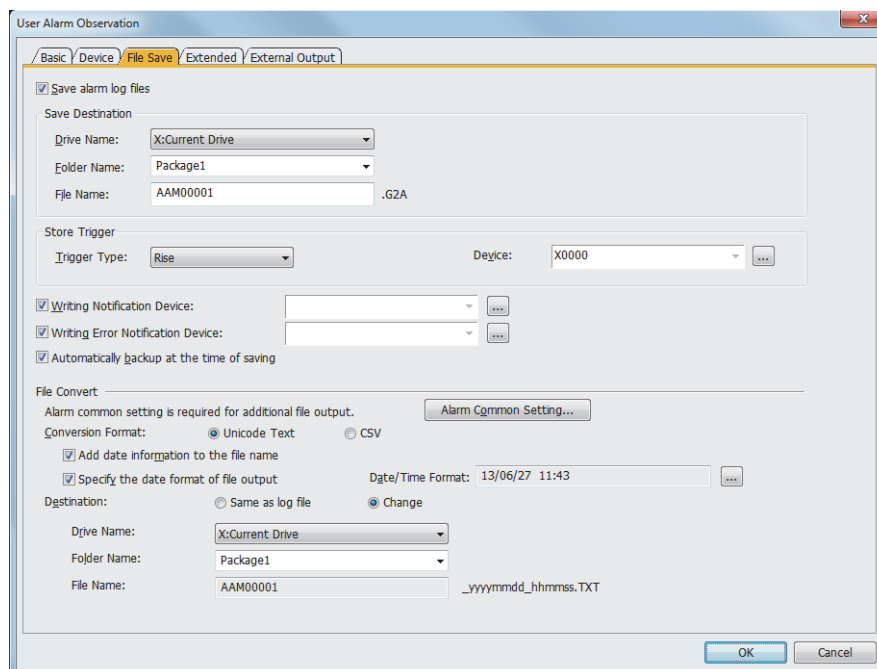 User Alarm Observation
Basic Device File Save Extended External Output
Save alarm log files
Save Destination
Drive Name: X:Current Drive
Folder Name: Package1
File Name: AAM00001 .G2A
Store Trigger
Trigger Type: Rise Device: X0000 ...
Writing Notification Device: ...
Writing Error Notification Device: ...
Automatically backup at the time of saving
File Convert
Alarm common setting is required for additional file output. Alarm Common Setting...
Conversion Format: Unicode Text CSV
Add date information to the file name
Specify the date format of file output Date/Time Format: 13/06/27 11:43 ...
Destination: Same as log file Change
Drive Name: X:Current Drive
Folder Name: Package1
File Name: AAM00001 _yyyymmdd_hhmmss.TXT
OK Cancel